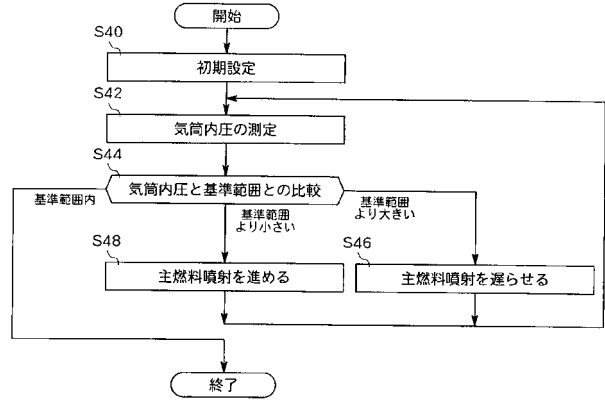 開始
S40
初期設定
S42
気筒内圧の測定
S44
気筒内圧と基準範囲との比較
基準範囲内
基準範囲
より小さい
基準範囲
より大きい
S48
主燃料噴射を進める
S46
主燃料噴射を遅らせる
終了